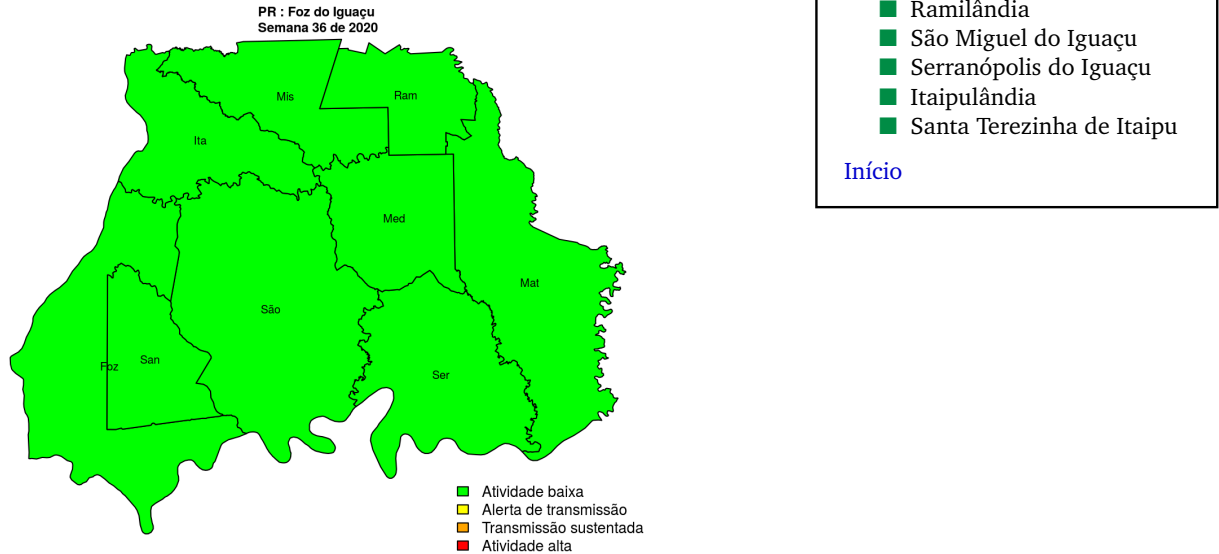 PR : Foz do Iguaçu
Semana 36 de 2020
Mis
Ram
Ita
Med
Mat
São
San
Foz
Ser
Atividade baixa
Alerta de transmissão
Transmissão sustentada
Atividade alta
Ramilândia
São Miguel do Iguaçu
Serranópolis do Iguaçu
Itaipulândia
Santa Terezinha de Itaipu
Início